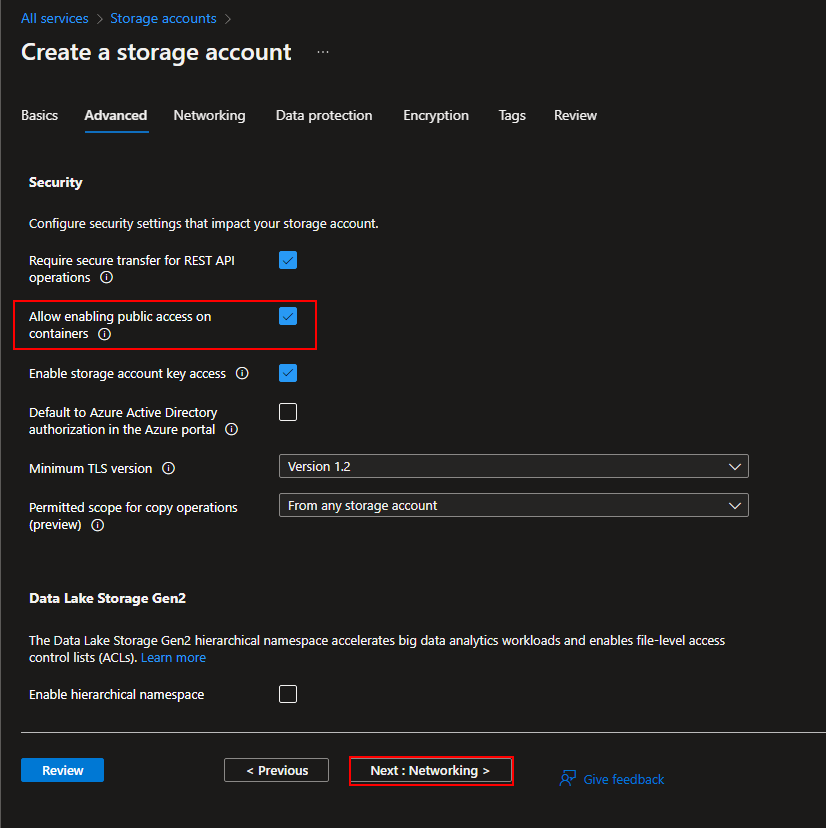 All services > Storage accounts >
Create a storage account ...
Basics Advanced Networking Data protection Encryption Tags Review
Security
Configure security settings that impact your storage account.
Require secure transfer for REST API
operations
Allow enabling public access on
containers
Enable storage account key access
Default to Azure Active Directory
authorization in the Azure portal
Minimum TLS version Version 1.2
Permitted scope for copy operations From any storage account
(preview)
Data Lake Storage Gen2
The Data Lake Storage Gen2 hierarchical namespace accelerates big data analytics workloads and enables file-level access
control lists (ACLs). Learn more
Enable hierarchical namespace
Review < Previous Next : Networking > Give feedback